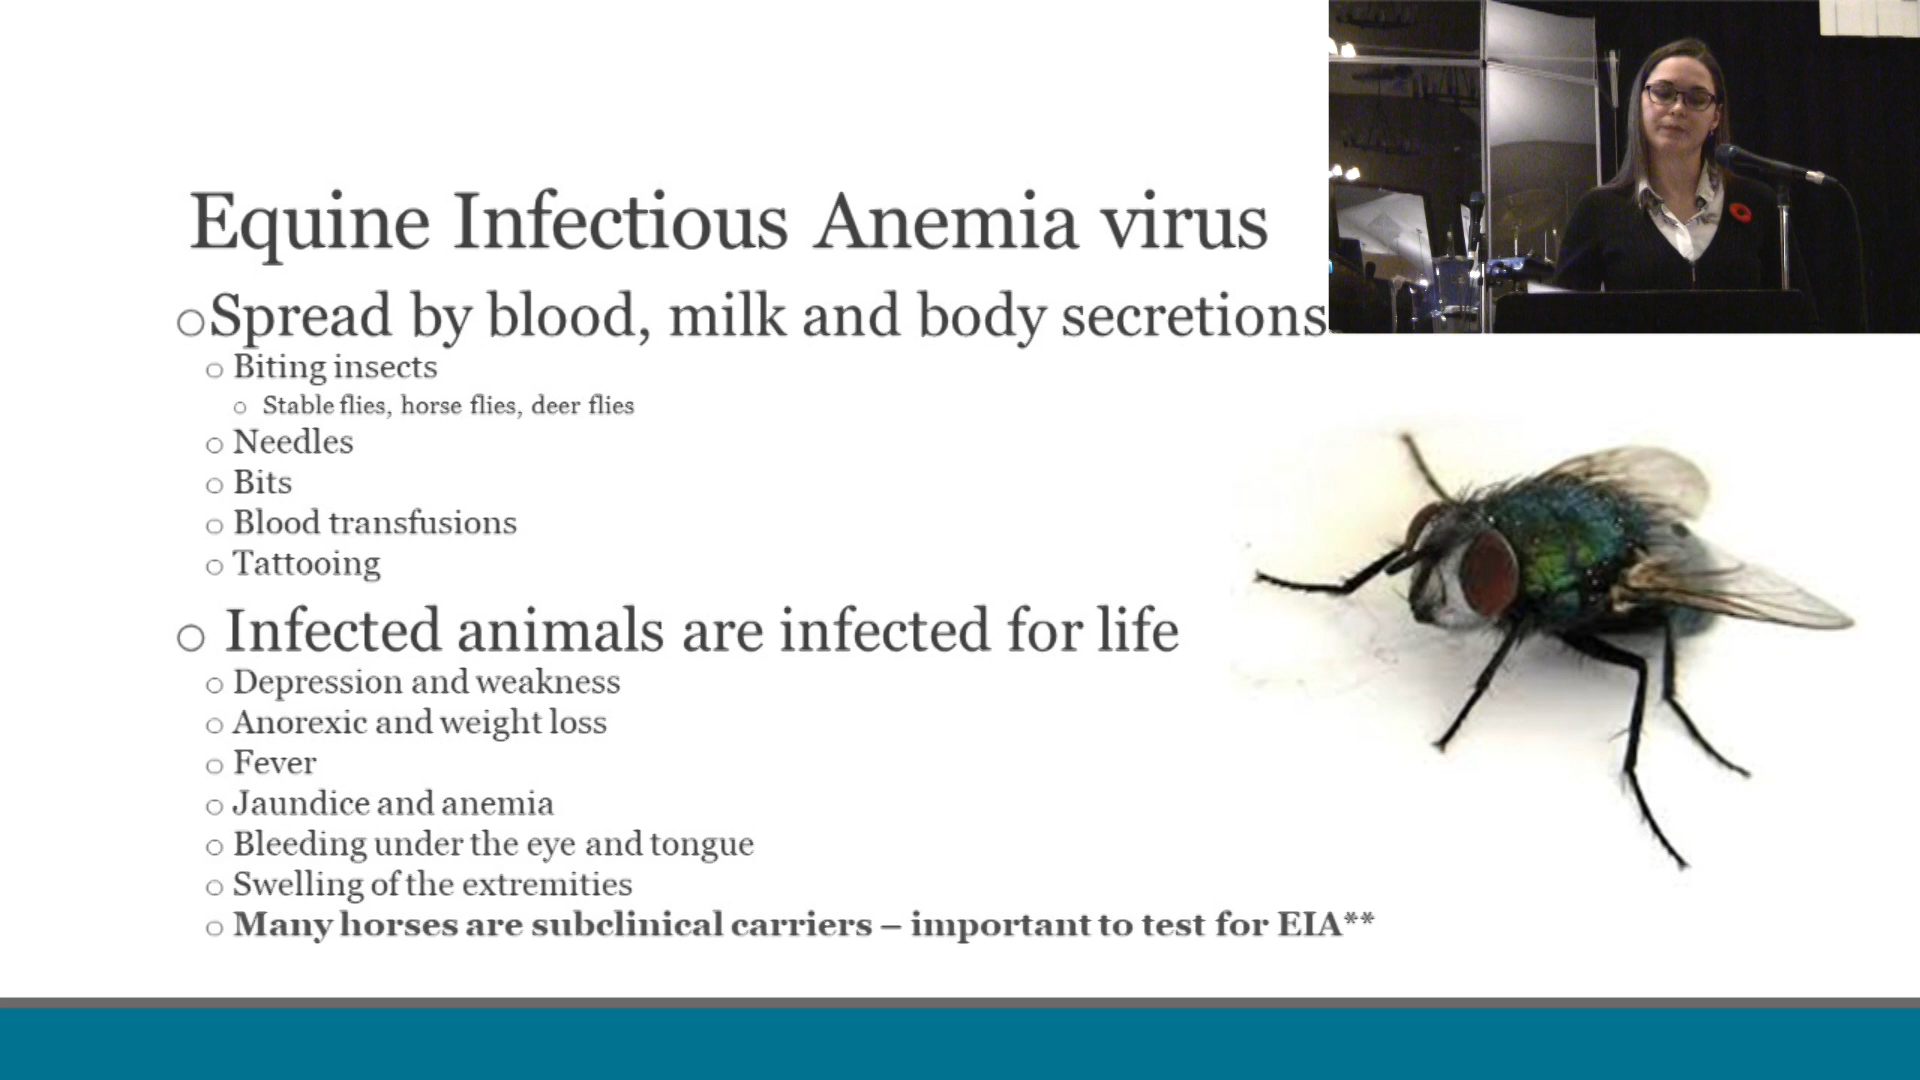 Equine Infectious Anemia virus
Spread by blood, milk and body secretions
Biting insects
Stable flies, horse flies, deer flies
Needles
Bits
Blood transfusions
Tattooing
Infected animals are infected for life
Depression and weakness
Anorexic and weight loss
Fever
Jaundice and anemia
Bleeding under the eye and tongue
Swelling of the extremities
Many horses are subclinical carriers – important to test for EIA**